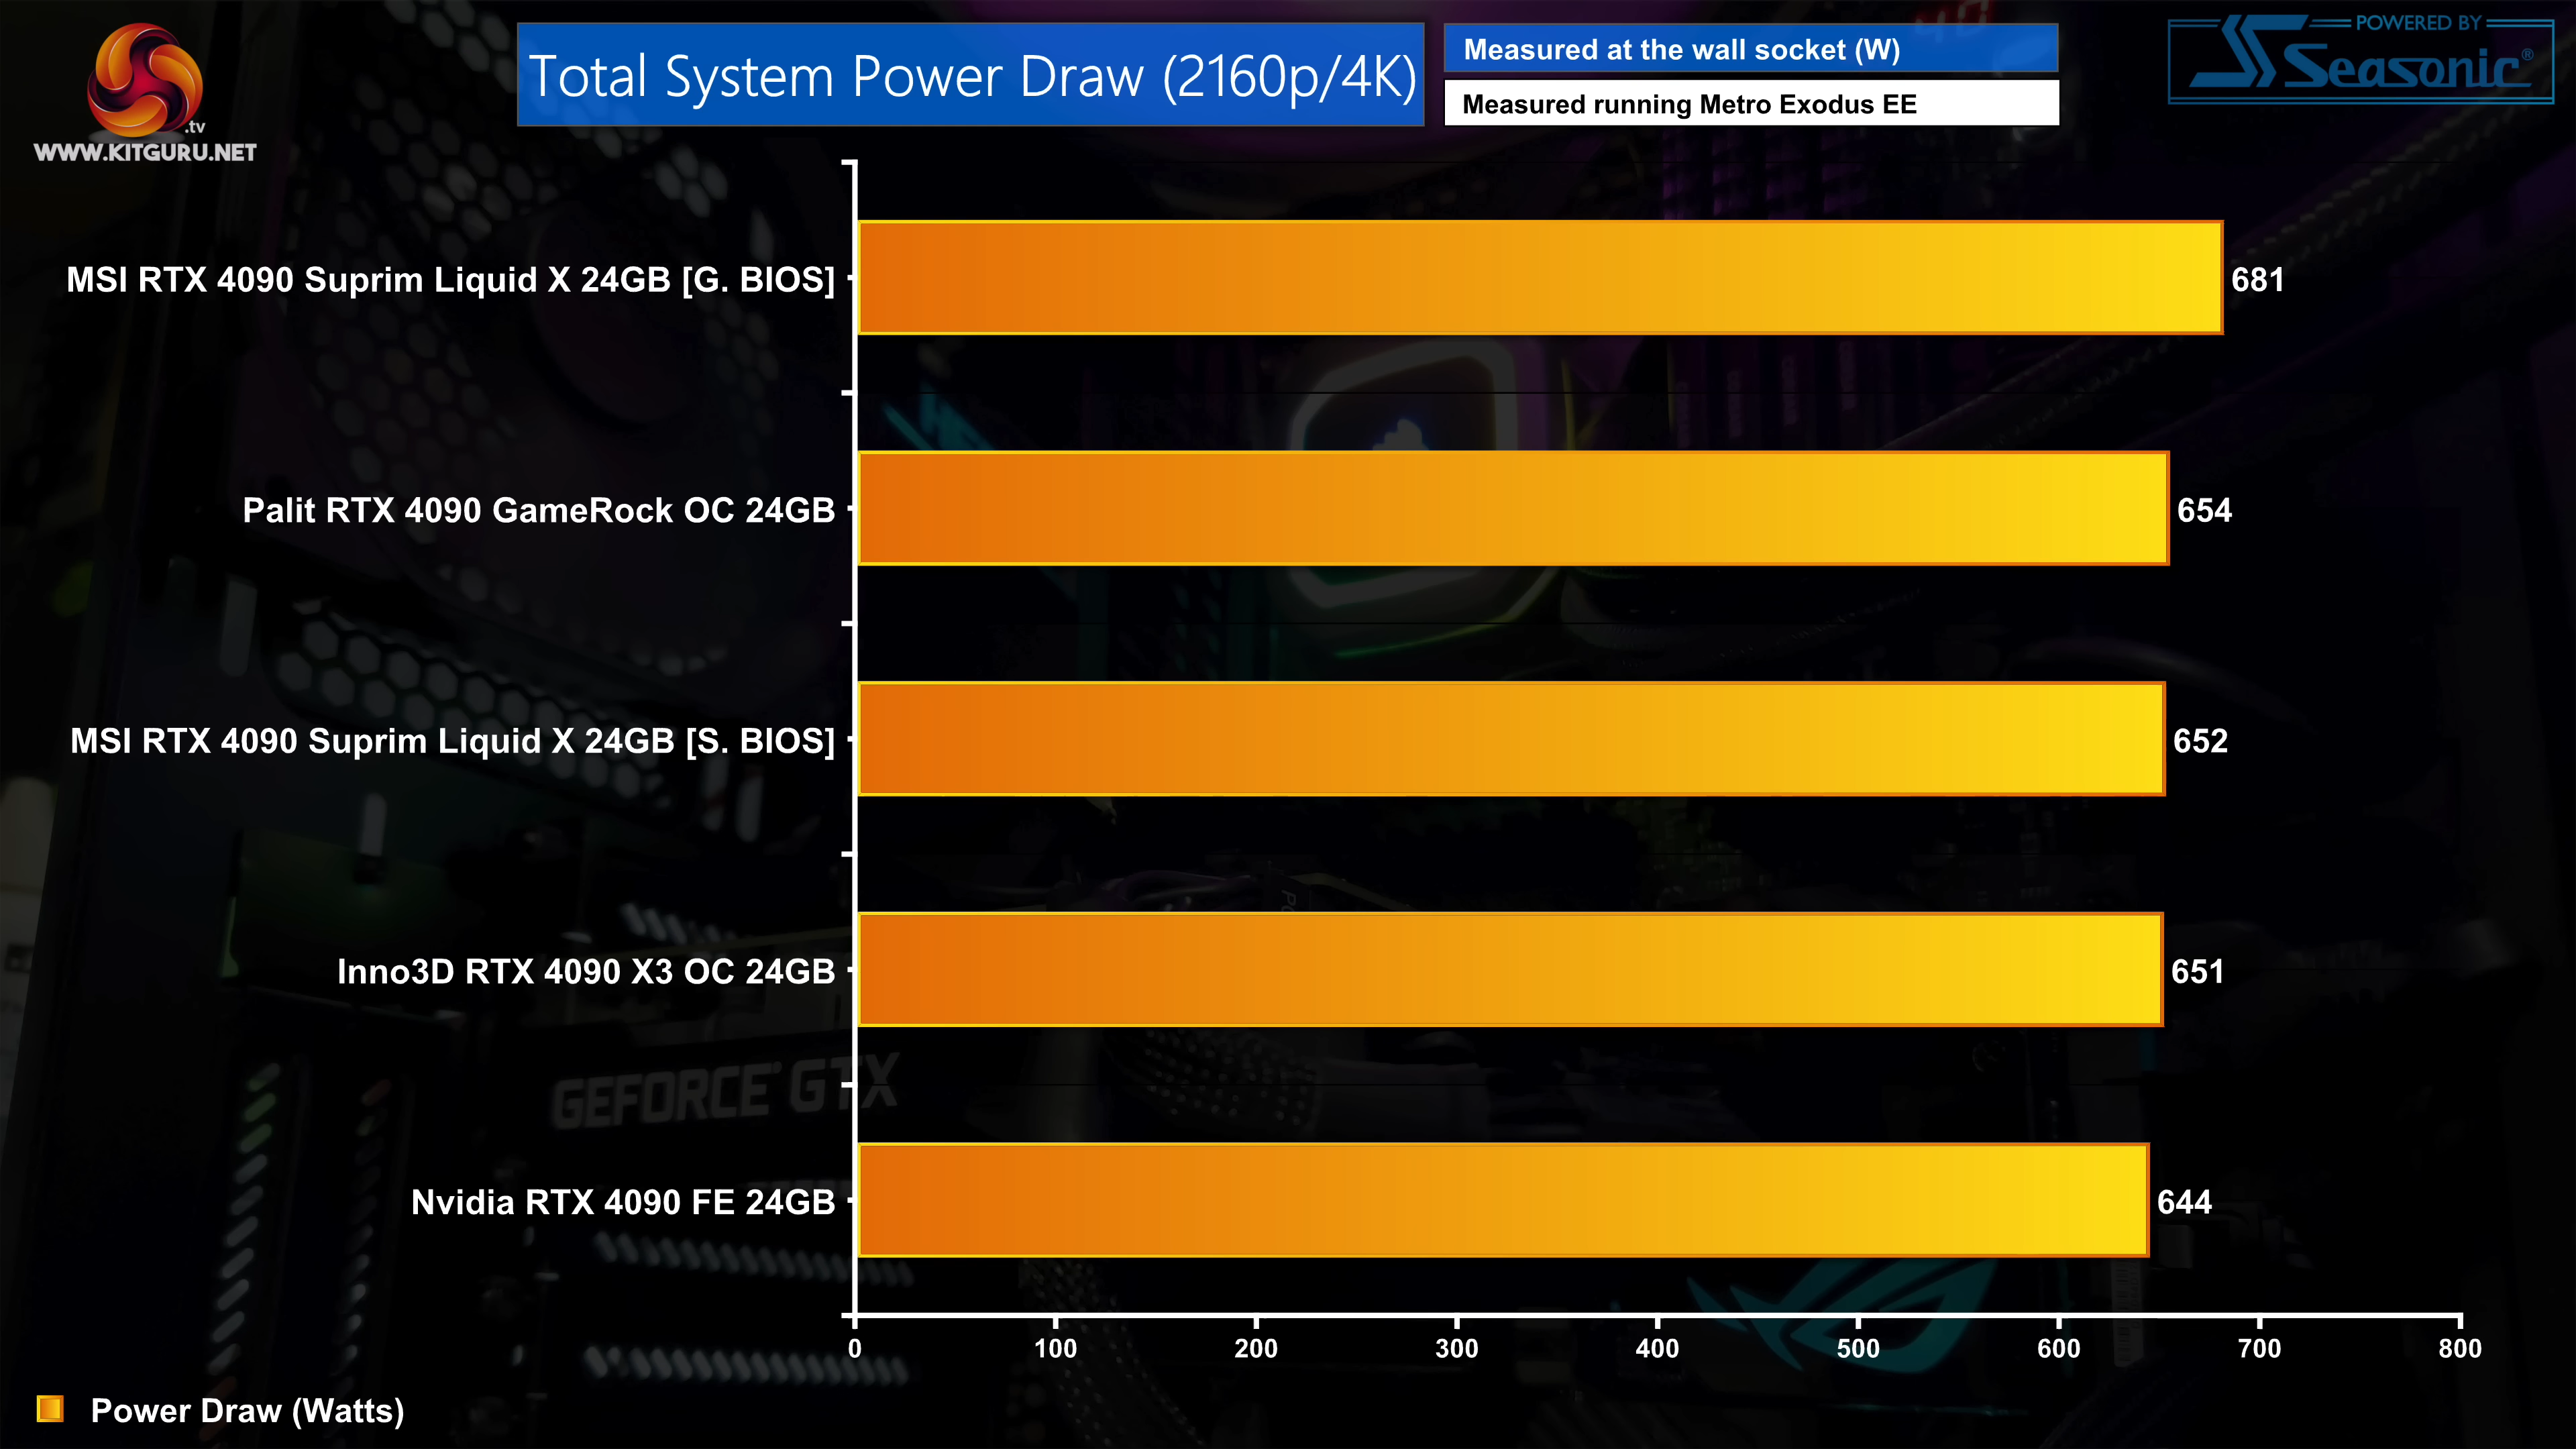 .tv
WWW.KITGURU.NET
Total System Power Draw (2160p/4K)
Measured at the wall socket (W)
Measured running Metro Exodus EE
POWERED BY
Seasonic®
MSI RTX 4090 Suprim Liquid X 24GB [G. BIOS]
681
Palit RTX 4090 GameRock OC 24GB
654
MSI RTX 4090 Suprim Liquid X 24GB [S. BIOS]
652
Inno3D RTX 4090 X3 OC 24GB
651
GEFORCE GTX
Nvidia RTX 4090 FE 24GB
644
0 100 200 300 400 500 600 700 800
Power Draw (Watts)